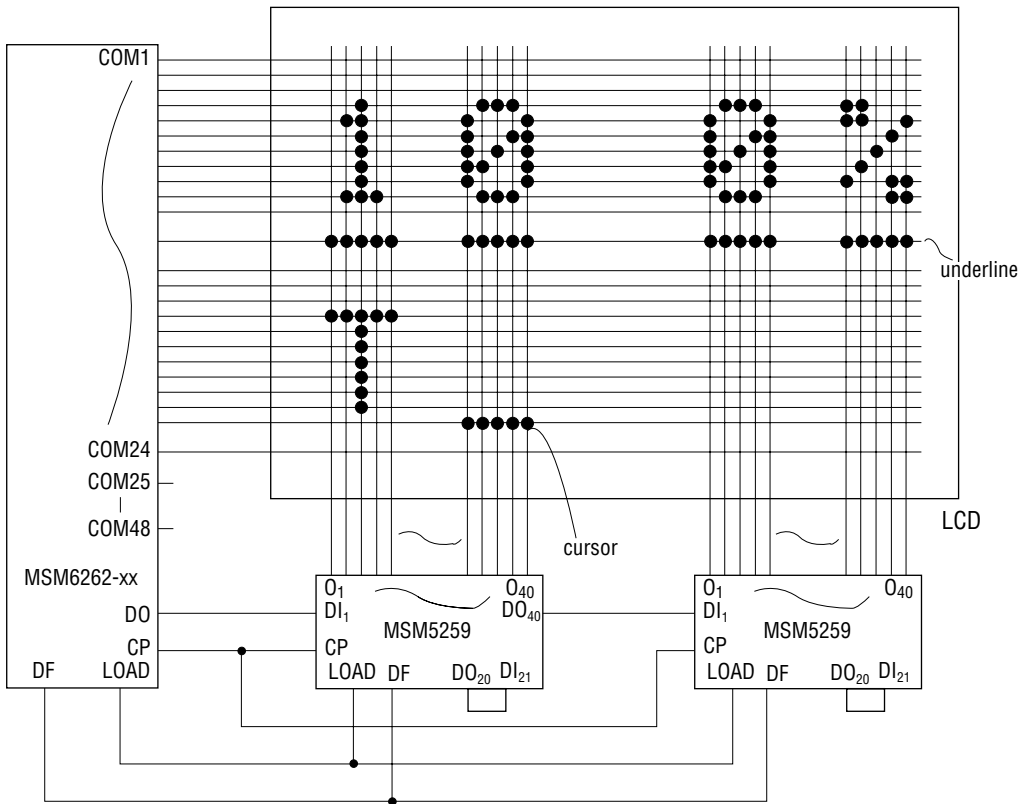 COM1
underline
COM24
COM25
COM48
LCD
cursor
MSM6262-xx
O₁ O₄₀ O₁ O₄₀
DO DI₁ DO₄₀ DI₁
MSM5259 MSM5259
CP CP CP
DF LOAD LOAD DF DO₂₀ DI₂₁ LOAD DF DO₂₀ DI₂₁